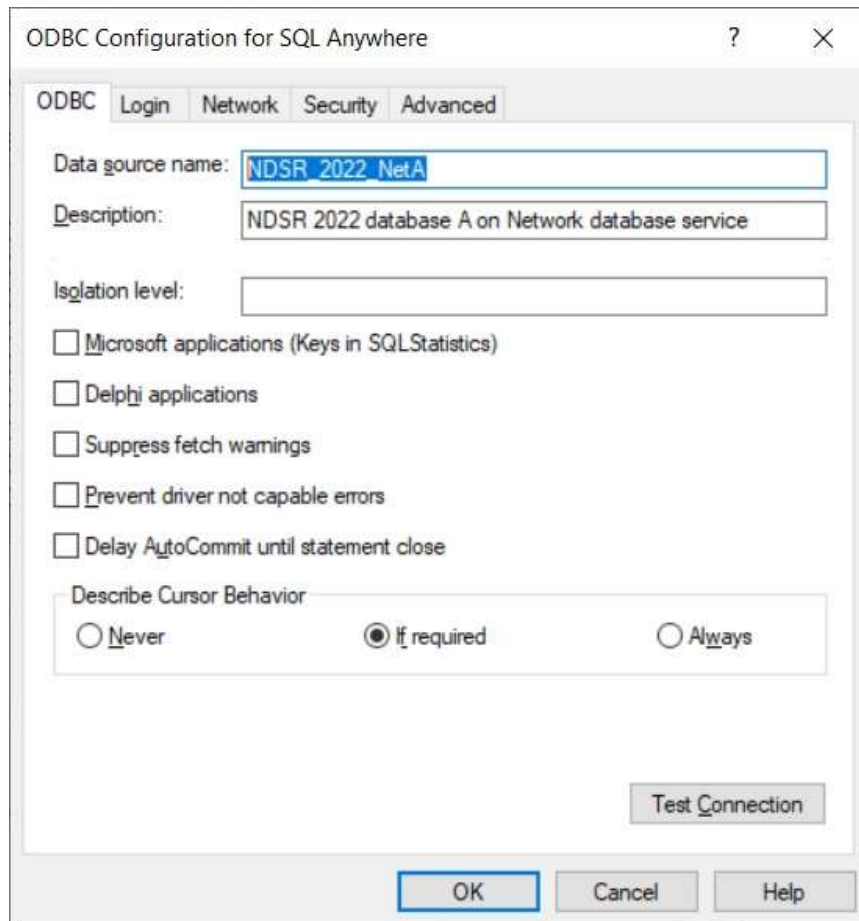 ODBC Configuration for SQL Anywhere ?
ODBC Login Network Security Advanced
Data source name: NDSR_2022_NetA
Description: NDSR 2022 database A on Network database service
Isolation level:
Microsoft applications (Keys in SQLStatistics)
Delphi applications
Suppress fetch warnings
Prevent driver not capable errors
Delay AutoCommit until statement close
Describe Cursor Behavior
Never If required Always
Test Connection
OK Cancel Help